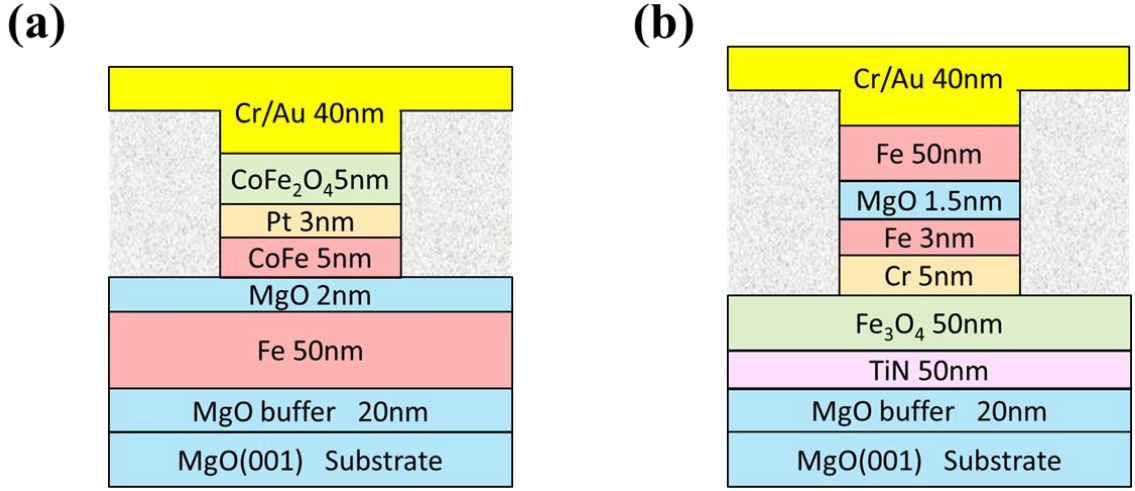 (a)
Cr/Au 40nm
CoFe₂O₄5nm
Pt 3nm
CoFe 5nm
MgO 2nm
Fe 50nm
MgO buffer 20nm
MgO(001) Substrate
(b)
Cr/Au 40nm
Fe 50nm
MgO 1.5nm
Fe 3nm
Cr 5nm
Fe₃O₄ 50nm
TiN 50nm
MgO buffer 20nm
MgO(001) Substrate